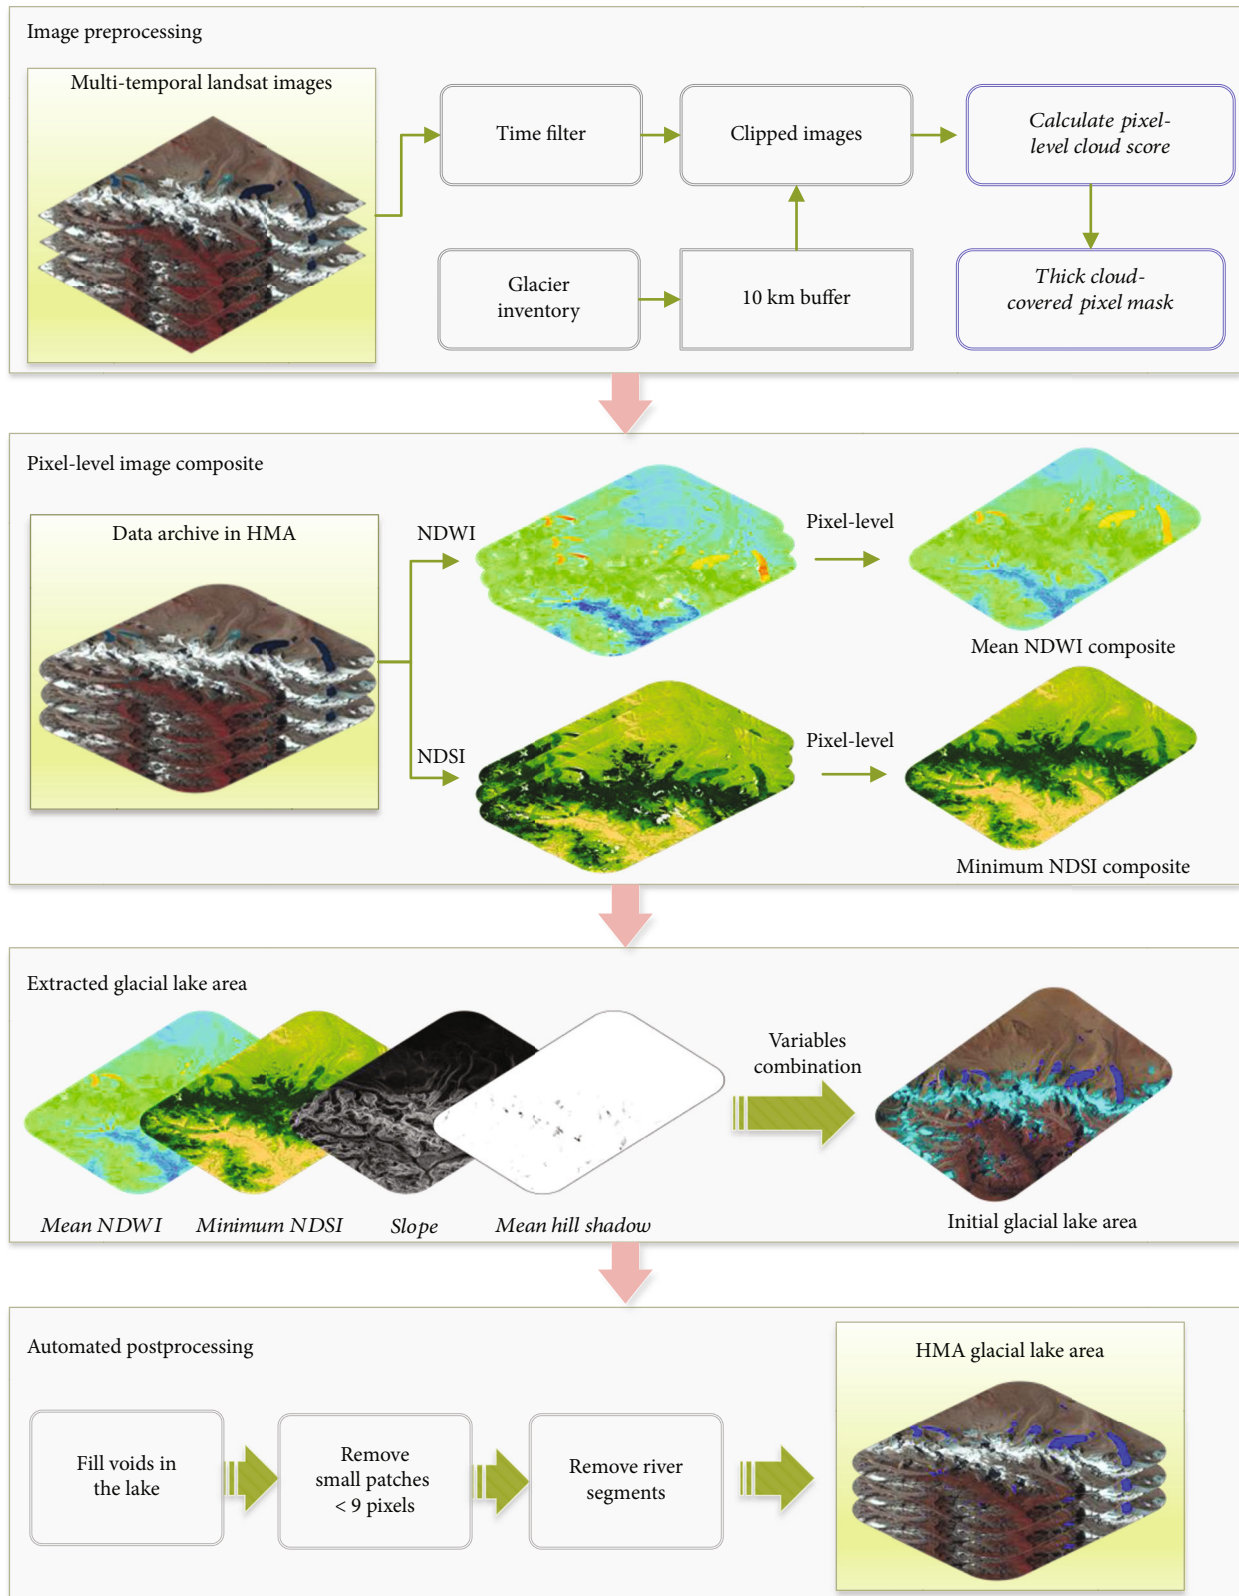 Image preprocessing
Multi-temporal landsat images
Time filter
Clipped images
Calculate pixel-
level cloud score
Glacier
inventory
10 km buffer
Thick cloud-
covered pixel mask
Pixel-level image composite
Data archive in HMA
NDWI
Pixel-level
Mean NDWI composite
NDSI
Pixel-level
Minimum NDSI composite
Extracted glacial lake area
Variables
combination
Mean NDWI
Minimum NDSI
Slope
Mean hill shadow
Initial glacial lake area
Automated postprocessing
HMA glacial lake area
Fill voids in
the lake
Remove
small patches
< 9 pixels
Remove river
segments